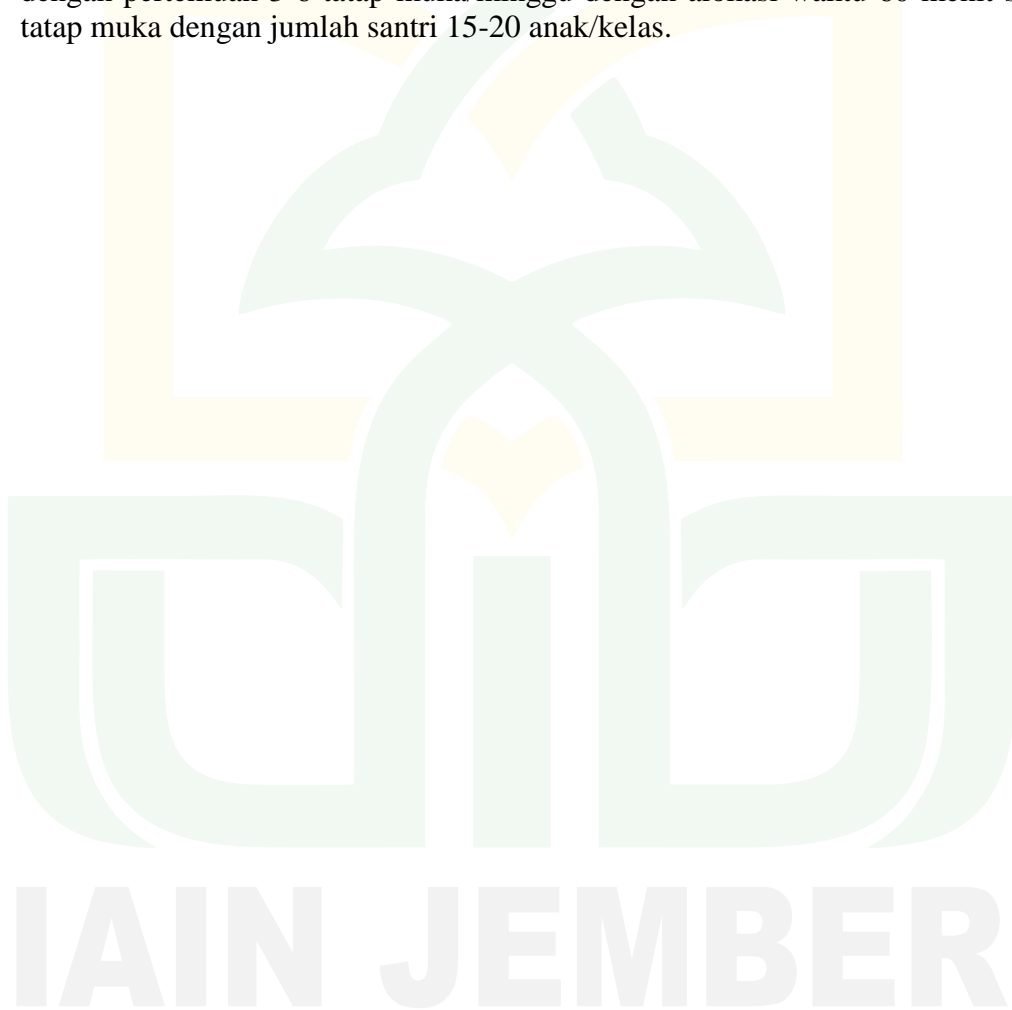 dengan pertemuan tatap muka/minggu dengan alokasi waktu menit
tatap muka dengan jumlah santri 15-20 anak/kelas.
IAIN JEMBER